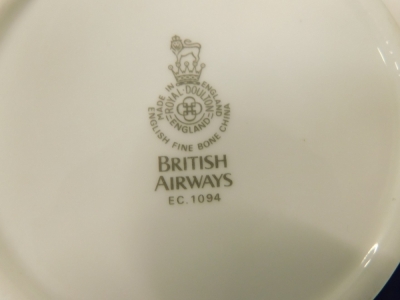 MADE IN ENGLAND
ROYAL DOULTON
ENGLAND
ENGLISH FINE BONE CHINA
BRITISH
AIRWAYS
EC.1094